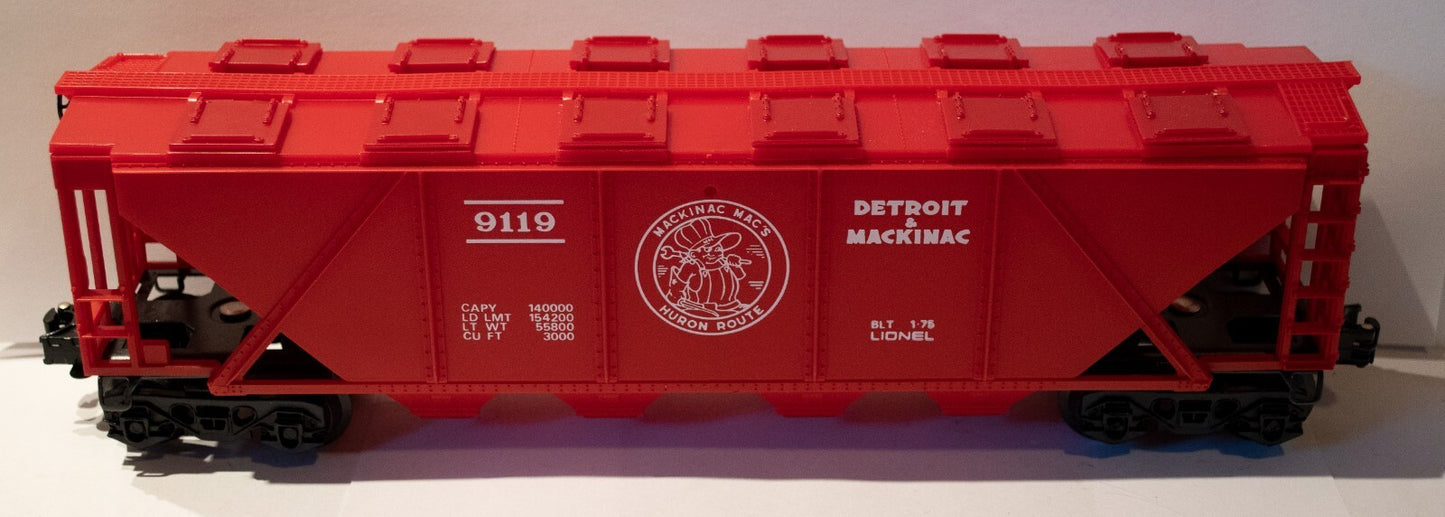 9119
CAPY 140000
LD LMT 154200
LT WT 55800
CU FT 3000
MACKINAC MAC'S
HURON ROUTE
DETROIT
&
MACKINAC
BLT 1-75
LIONEL